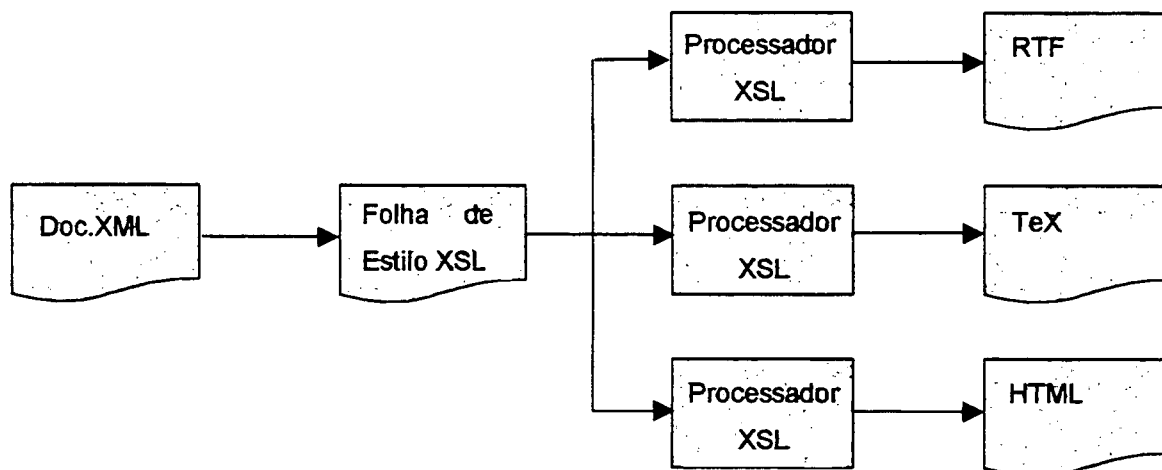 Processador
XSL
RTF
Doc.XML
Folha de
Estilo XSL
Processador
XSL
TeX
Processador
XSL
HTML